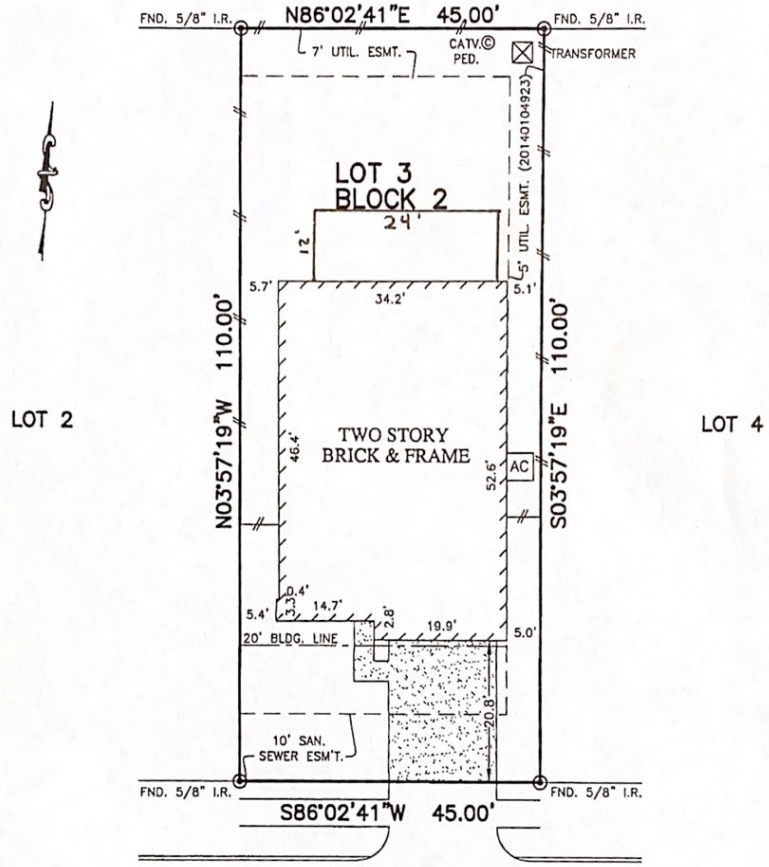 FND. 5/8" I.R.
N86°02'41"E 45.00'
FND. 5/8" I.R.
7' UTIL. ESMT.
CATV.©
PED.
TRANSFORMER
5' UTIL. ESMT. (20140104923)
LOT 3
BLOCK 2
24'
12'
5.7'
34.2'
5.1'
N03°57'19"W 110.00'
S03°57'19"E 110.00'
LOT 2
LOT 4
TWO STORY
BRICK & FRAME
46.4'
52.6'
AC
0.4'
3.3'
5.4'
14.7'
2.8'
19.9'
5.0'
20' BLDG. LINE
20.8
10' SAN.
SEWER ESM'T.
FND. 5/8" I.R.
S86°02'41"W 45.00'
FND. 5/8" I.R.